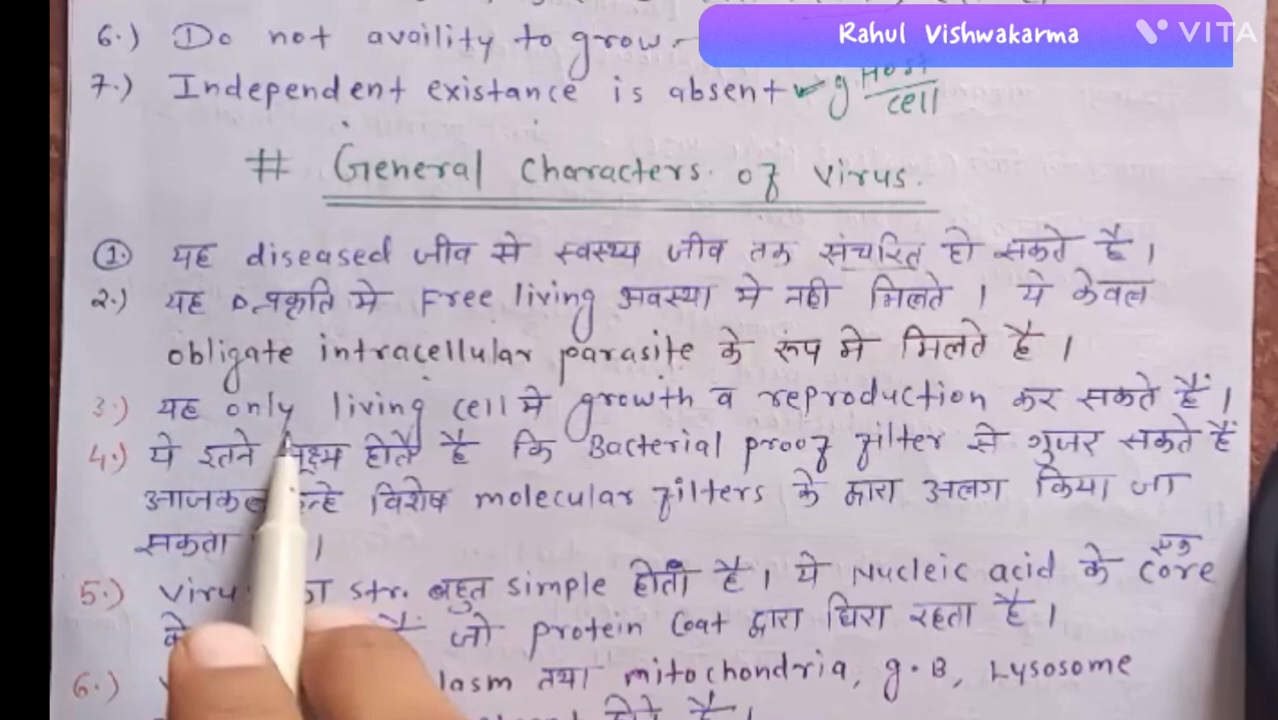 6.) Do not availity to grow.
Rahul Vishwakarma
VITA
7.) Independent existance is absent g Host cell
# General Characters of virus.
1. यह diseased जीव से स्वस्थ्य जीव तक संचरित हो सकते है।
2.) यह प्रकृति मे Free living अवस्था मे नही मिलते । ये केवल
obligate intracellular parasite के रूप मे मिलते है ।
3.) यह only living cell मे growth व reproduction कर सकते हैं।
4.) ये इतने होते है कि Bacterial proof filter से गुजर सकते हैं
विशेष molecular filters के द्वारा अलग किया जा
सकता ।
5.) str. बहुत simple होती है। ये Nucleic acid के एक core
जो protein coat द्वारा घिरा रहता है ।
6.) तथा mitochondria, g.B, Lysosome
होते है।